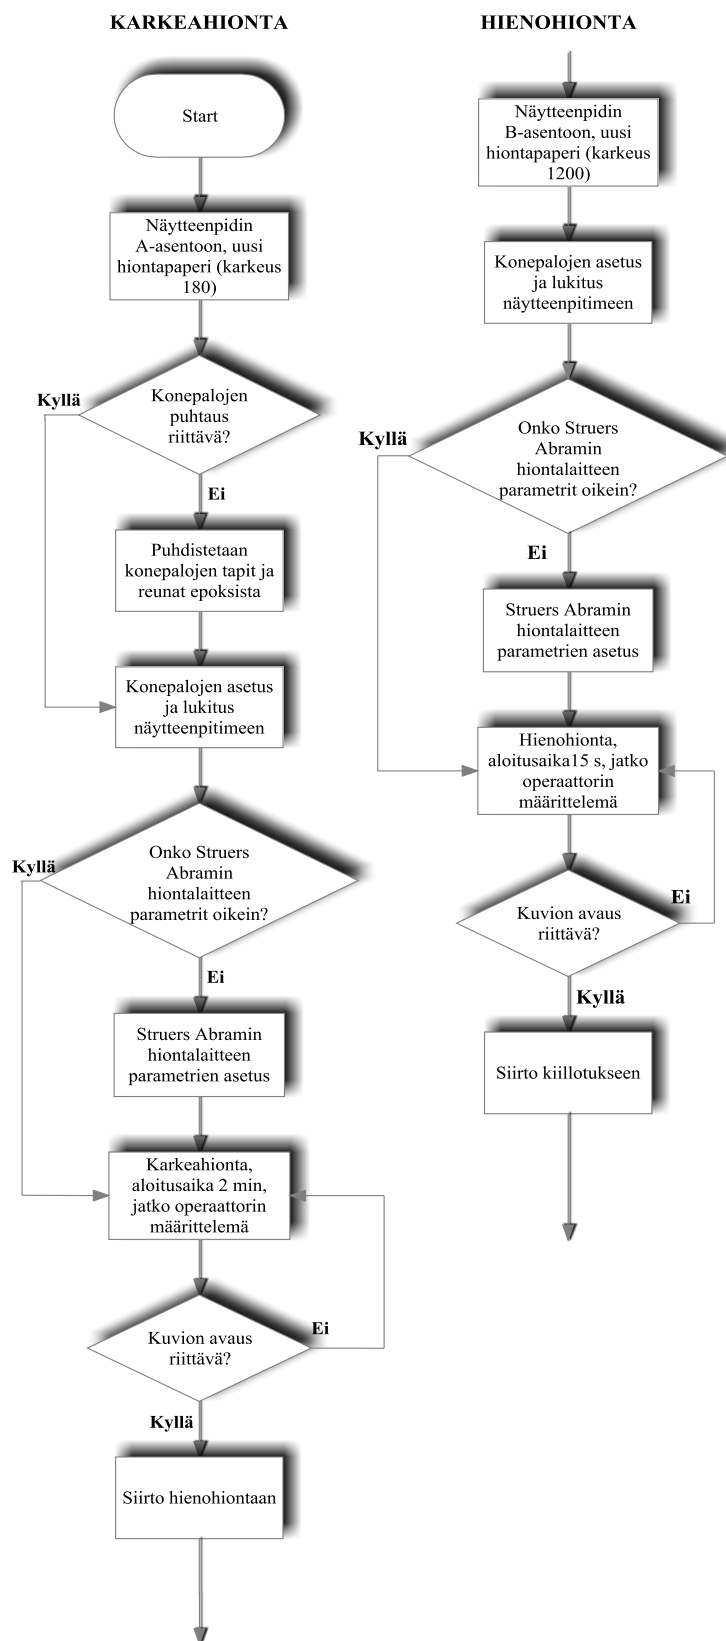 KARKEAHIONTA
Start
Näytteenpidin
A-asentoon, uusi
hiontapaperi (karkeus
180)
Konepalojen
puhtaus
riittävä?
Kyllä
Ei
Puhdistetaan
konepalojen tapit ja
reunat epoksista
Konepalojen asetus
ja lukitus
näytteenpitimeen
Onko Struers
Abramin
hiontalaitteen
parametrit oikein?
Kyllä
Ei
Struers Abramin
hiontalaitteen
parametrien asetus
Karkeahionta,
aloitusaika 2 min,
jatko operaattorin
määrittelemä
Kuvion avaus
riittävä?
Ei
Kyllä
Siirto hienohiontaan
HIENOHIONTA
Näytteenpidin
B-asentoon, uusi
hiontapaperi (karkeus
1200)
Konepalojen asetus
ja lukitus
näytteenpitimeen
Onko Struers
Abramin
hiontalaitteen
parametrit oikein?
Kyllä
Ei
Struers Abramin
hiontalaitteen
parametrien asetus
Hienohionta,
aloitusaika15 s, jatko
operaattorin
määrittelemä
Kuvion avaus
riittävä?
Ei
Kyllä
Siirto kiillotukseen